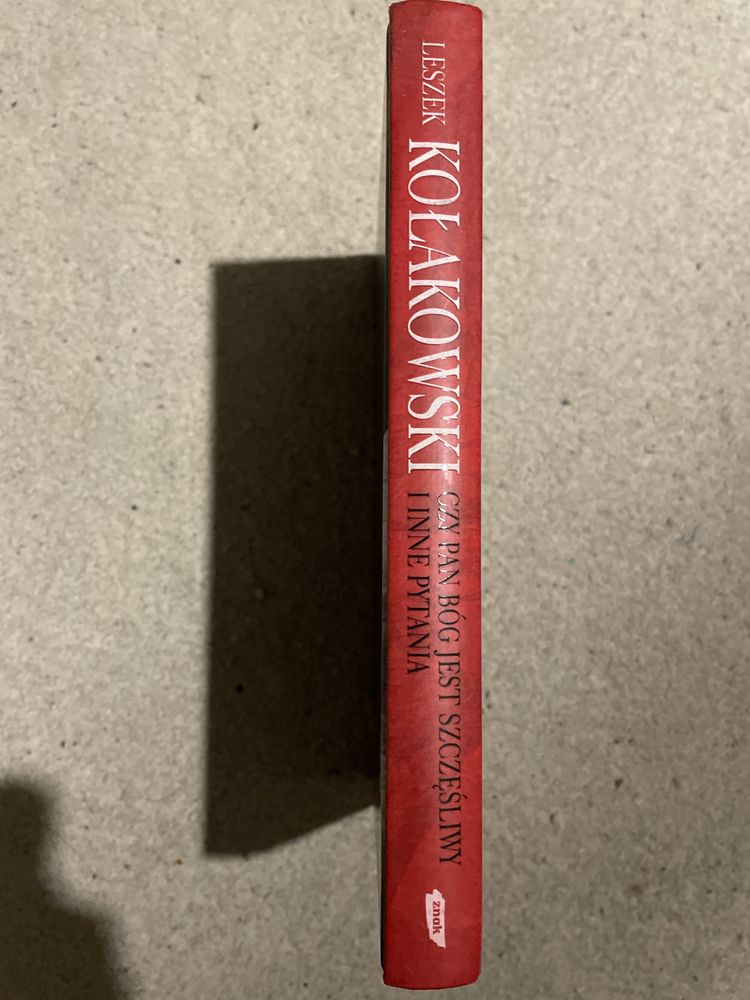 LESZEK KOŁAKOWSKI
CZY PAN BÓG JEST SZCZĘŚLIWY
I INNE PYTANIA
znak